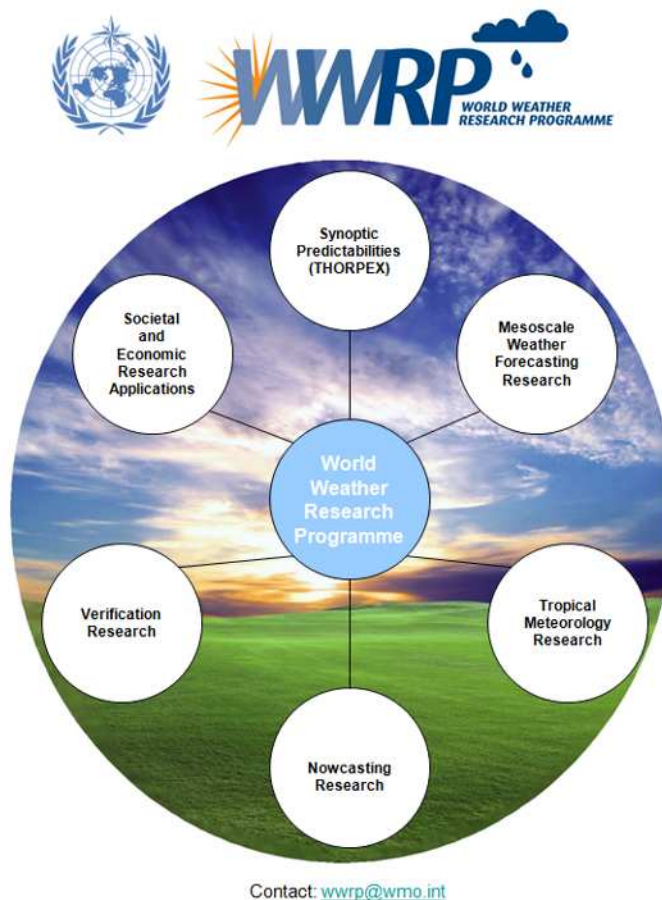 WWRP
WORLD WEATHER
RESEARCH PROGRAMME
Synoptic
Predictabilities
(THORPEX)
Societal
and
Economic
Research
Applications
Mesoscale
Weather
Forecasting
Research
World
Weather
Research
Programme
Verification
Research
Tropical
Meteorology
Research
Nowcasting
Research
Contact: wwrp@wmo.int